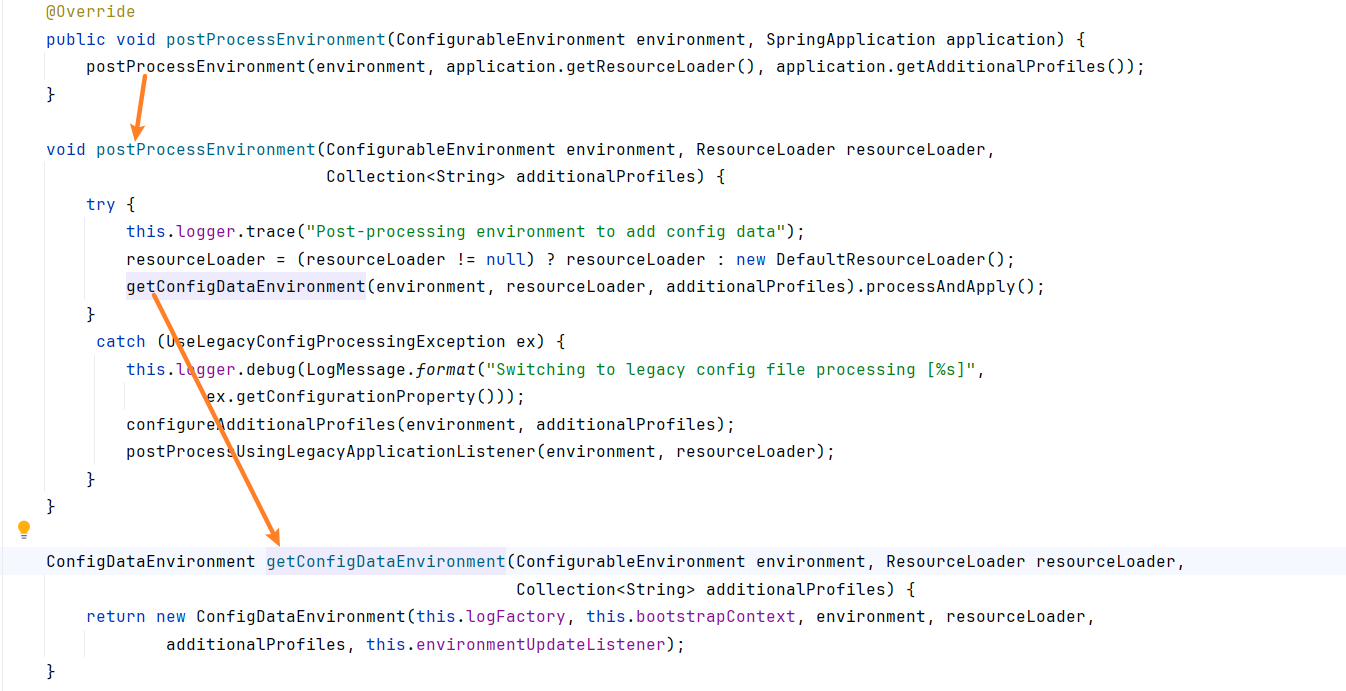 @Override
public void postProcessEnvironment(ConfigurableEnvironment environment, SpringApplication application) {
postProcessEnvironment(environment, application.getResourceLoader(), application.getAdditionalProfiles());
}
void postProcessEnvironment(ConfigurableEnvironment environment, ResourceLoader resourceLoader,
Collection<String> additionalProfiles) {
try {
this.logger.trace("Post-processing environment to add config data");
resourceLoader = (resourceLoader != null) ? resourceLoader : new DefaultResourceLoader();
getConfigDataEnvironment(environment, resourceLoader, additionalProfiles).processAndApply();
}
catch (UseLegacyConfigProcessingException ex) {
this.logger.debug(LogMessage.format("Switching to legacy config file processing [%s]",
ex.getConfigurationProperty()));
configureAdditionalProfiles(environment, additionalProfiles);
postProcessUsingLegacyApplicationListener(environment, resourceLoader);
}
}
ConfigDataEnvironment getConfigDataEnvironment(ConfigurableEnvironment environment, ResourceLoader resourceLoader,
Collection<String> additionalProfiles) {
return new ConfigDataEnvironment(this.logFactory, this.bootstrapContext, environment, resourceLoader,
additionalProfiles, this.environmentUpdateListener);
}